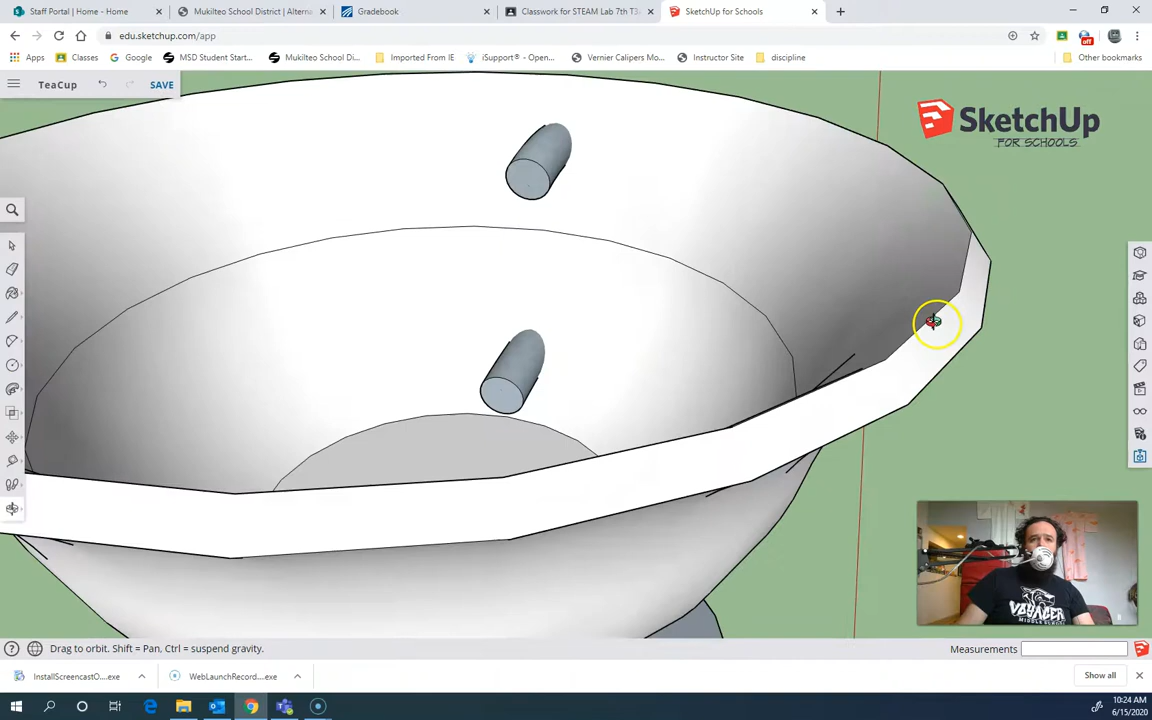 Staff Portal | Home - Home
Mukilteo School District | Alterna
Gradebook
Classwork for STEAM Lab 7th T3
SketchUp for Schools
edu.sketchup.com/app
Apps
Classes
Google
MSD Student Start...
Mukilteo School Di...
Imported From IE
iSupport® - Open...
Vernier Calipers Mo...
Instructor Site
discipline
Other bookmarks
off
TeaCup
SAVE
SketchUp
FOR SCHOOLS
VOYAGER
MIDDLE SCHOOL
Drag to orbit. Shift = Pan, Ctrl = suspend gravity.
Measurements
InstallScreencastO....exe
WebLaunchRecord....exe
Show all
10:24 AM
6/15/2020